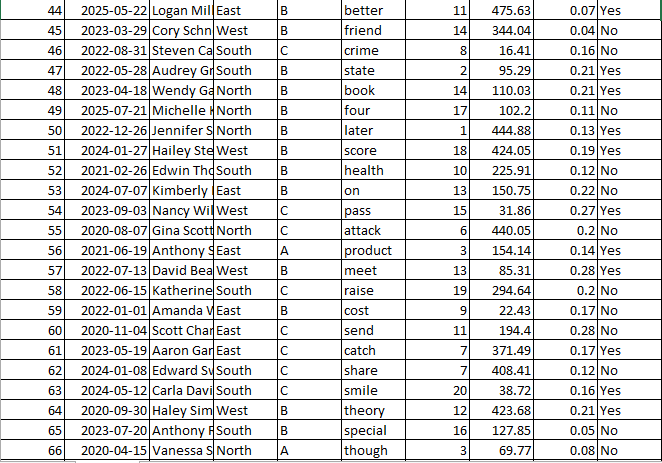 44 2025-05-22 Logan Mill East B better 11 475.63 0.07 Yes
45 2023-03-29 Cory Schn West B friend 14 344.04 0.04 No
46 2022-08-31 Steven Ca South C crime 8 16.41 0.16 No
47 2022-05-28 Audrey Gr South B state 2 95.29 0.21 Yes
48 2023-04-18 Wendy Ga North B book 14 110.03 0.21 Yes
49 2025-07-21 Michelle North B four 17 102.2 0.11 No
50 2022-12-26 Jennifer S North B later 1 444.88 0.13 Yes
51 2024-01-27 Hailey Ste West B score 18 424.05 0.19 Yes
52 2021-02-26 Edwin Tho South B health 10 225.91 0.12 No
53 2024-07-07 Kimberly East B on 13 150.75 0.22 No
54 2023-09-03 Nancy Wil West C pass 15 31.86 0.27 Yes
55 2020-08-07 Gina Scott North C attack 6 440.05 0.2 No
56 2021-06-19 Anthony S East A product 3 154.14 0.14 Yes
57 2022-07-13 David Bea West B meet 13 85.31 0.28 Yes
58 2022-06-15 Katherine South C raise 19 294.64 0.2 No
59 2022-01-01 Amanda East B cost 9 22.43 0.17 No
60 2020-11-04 Scott Char East C send 11 194.4 0.28 No
61 2023-05-19 Aaron Gar East C catch 7 371.49 0.17 Yes
62 2024-01-08 Edward Sw South C share 7 408.41 0.12 No
63 2024-05-12 Carla Davi South C smile 20 38.72 0.16 Yes
64 2020-09-30 Haley Sim West B theory 12 423.68 0.21 Yes
65 2023-07-20 Anthony South B special 16 127.85 0.05 No
66 2020-04-15 Vanessa S North A though 3 69.77 0.08 No